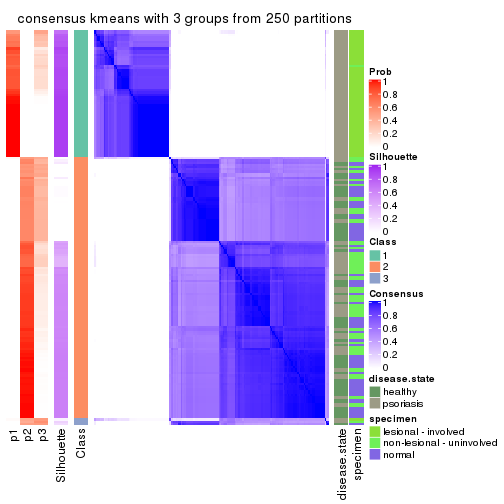 consensus kmeans with 3 groups from 250 partitions
Prob
1
0.8
0.6
0.4
0.2
0
Silhouette
1
0.8
0.6
0.4
0.2
0
Class
1
2
3
Consensus
1
0.8
0.6
0.4
0.2
0
disease.state
healthy
psoriasis
specimen
lesional - involved
non-lesional - uninvolved
normal
p1
p2
p3
Silhouette
Class
disease.state
specimen